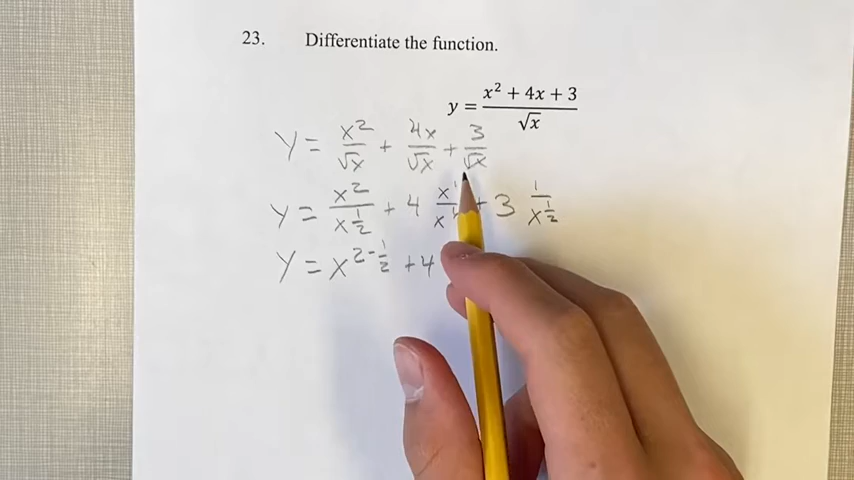 23. Differentiate the function.
y = (x² + 4x + 3)/√x
y = x²/√x + 4x/√x + 3/√x
y = x²/x^(1/2) + 4 x¹/x + 3 1/x^(1/2)
y = x^(2-1/2) + 4